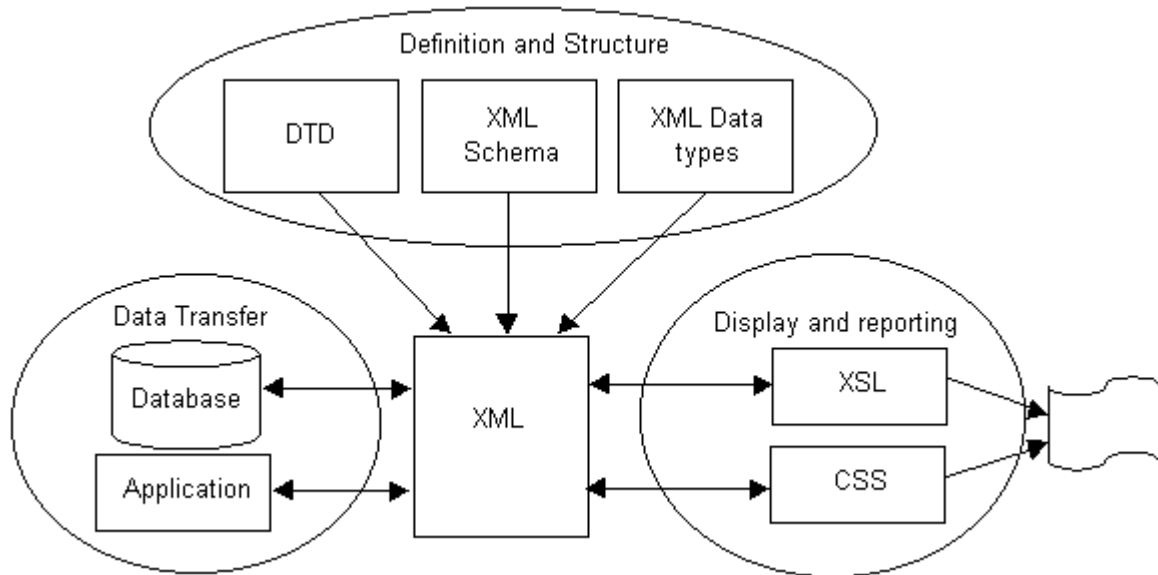 Definition and Structure
DTD
XML
Schema
XML Data
types
Data Transfer
Database
Application
XML
Display and reporting
XSL
CSS